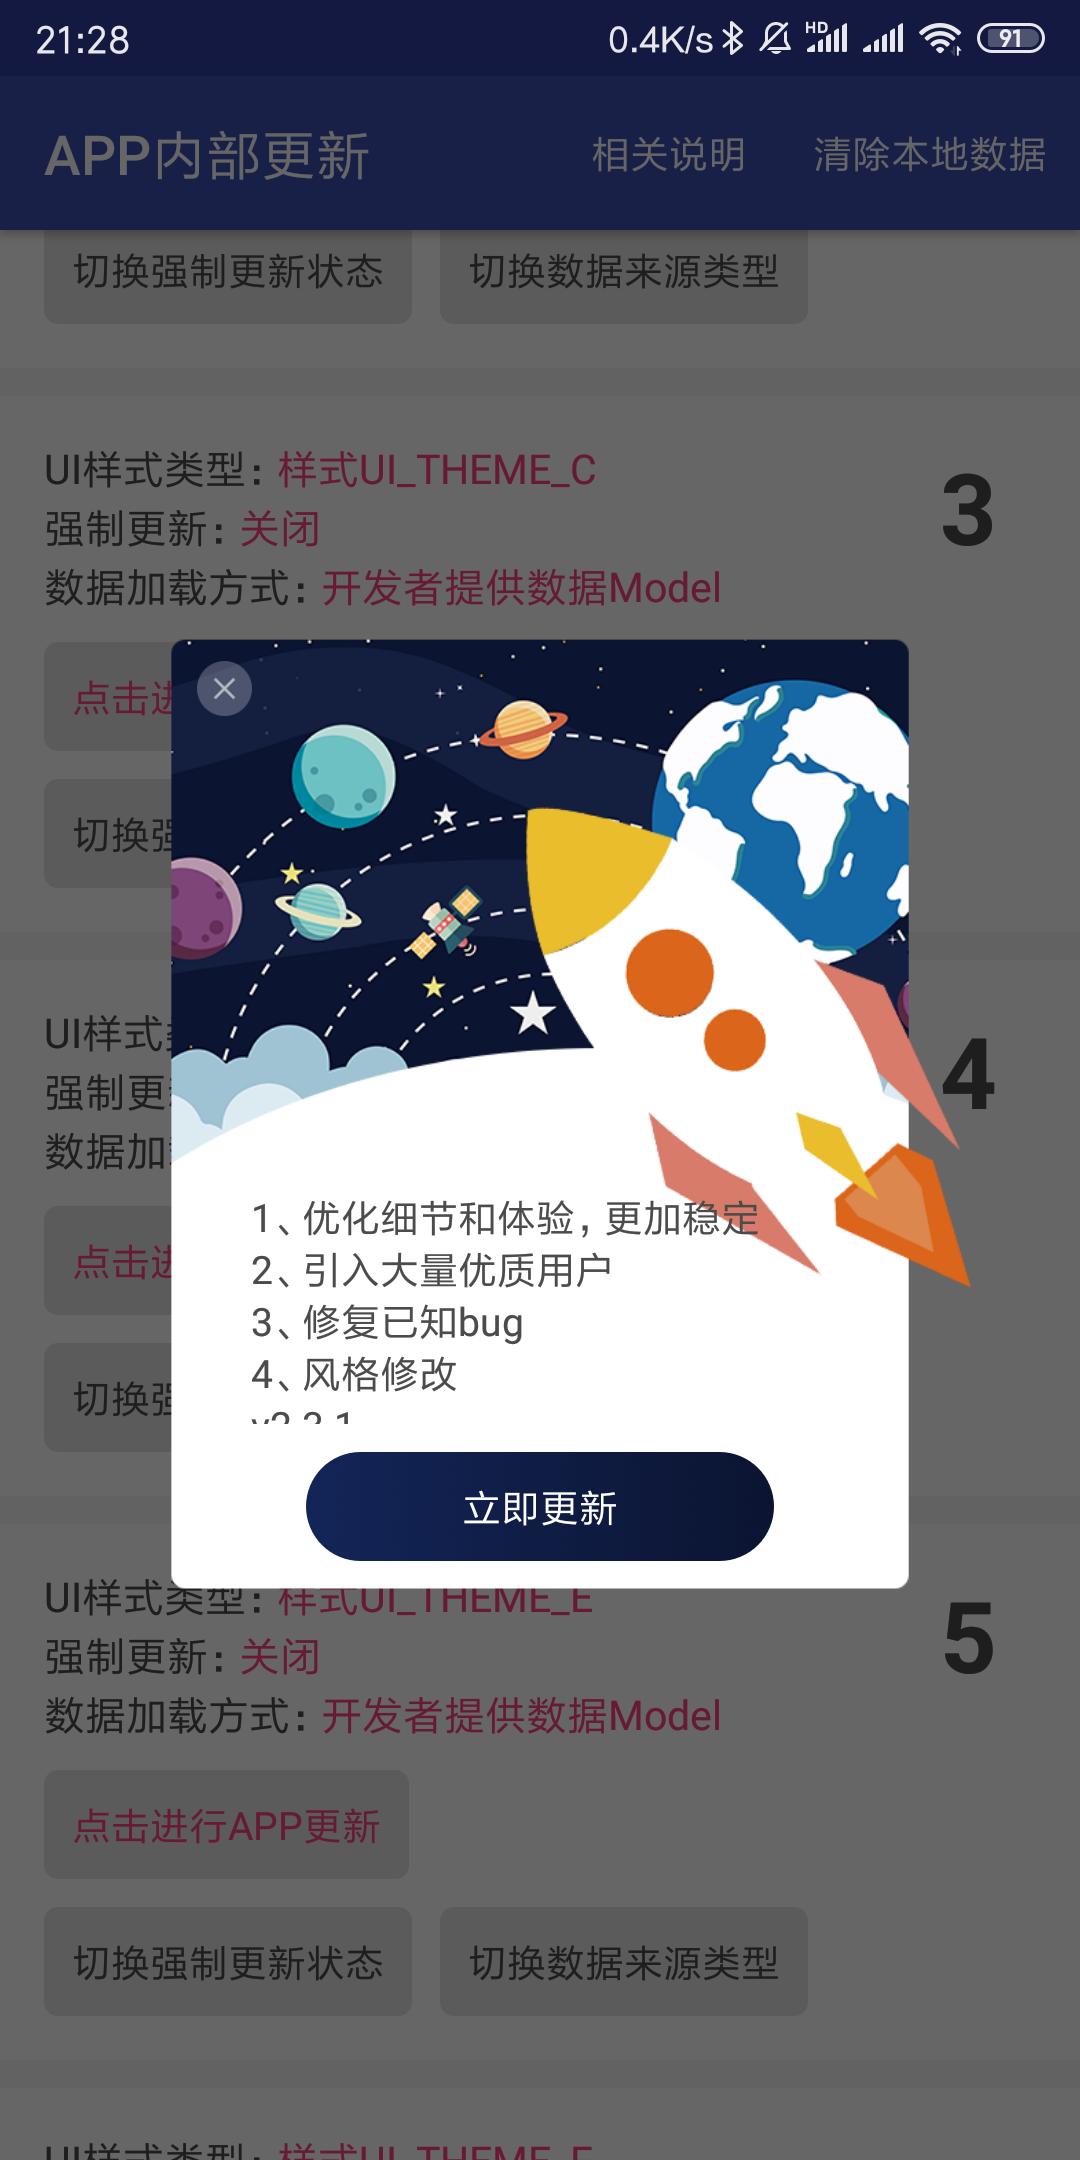 21:28
0.4K/s
HD
91
APP内部更新
相关说明
清除本地数据
切换强制更新状态
切换数据来源类型
UI样式类型：样式UI_THEME_C
3
强制更新：关闭
数据加载方式：开发者提供数据Model
点击进
切换强
UI样式
4
强制更
数据加
点击进
切换强
1、优化细节和体验，更加稳定
2、引入大量优质用户
3、修复已知bug
4、风格修改
立即更新
UI样式类型：样式UI_THEME_E
5
强制更新：关闭
数据加载方式：开发者提供数据Model
点击进行APP更新
切换强制更新状态
切换数据来源类型
UI样式类型：样式UI_THEME_F